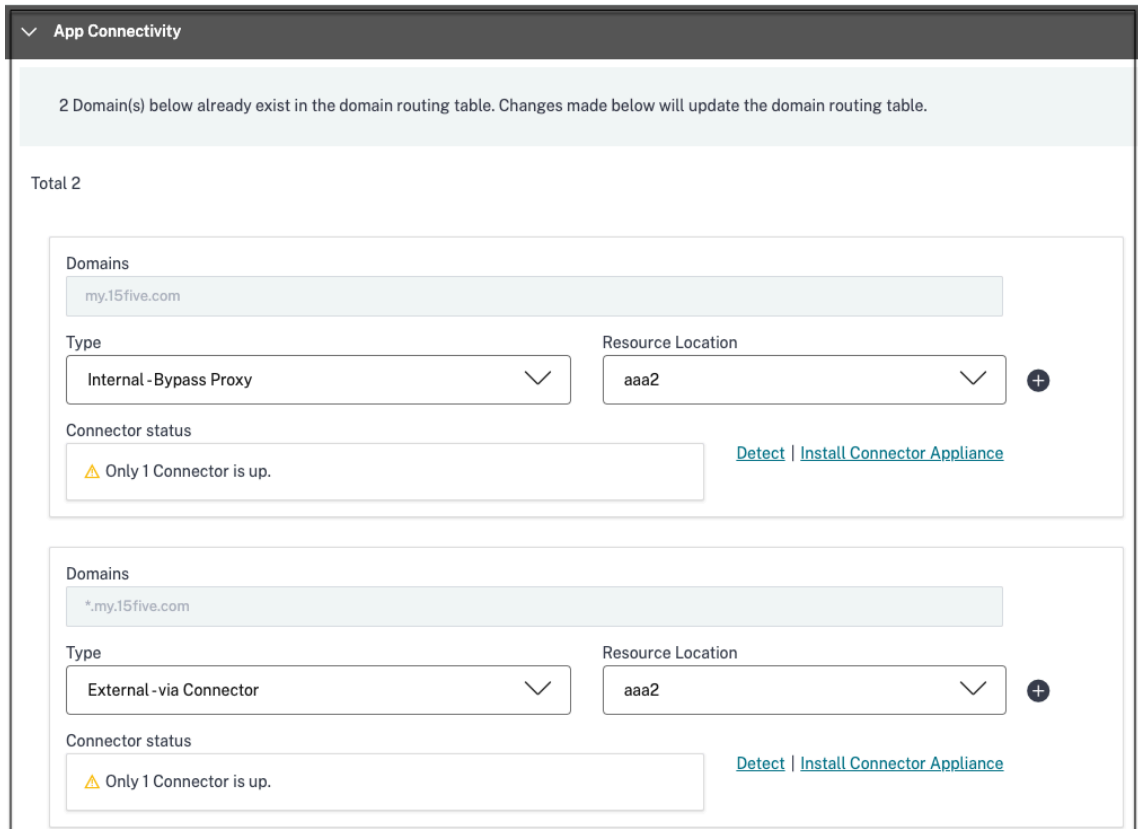 App Connectivity
2 Domain(s) below already exist in the domain routing table. Changes made below will update the domain routing table.
Total 2
Domains
my.15five.com
Type
Resource Location
Internal - Bypass Proxy
aaa2
Connector status
Only 1 Connector is up.
Detect | Install Connector Appliance
Domains
*.my.15five.com
Type
Resource Location
External - via Connector
aaa2
Connector status
Only 1 Connector is up.
Detect | Install Connector Appliance